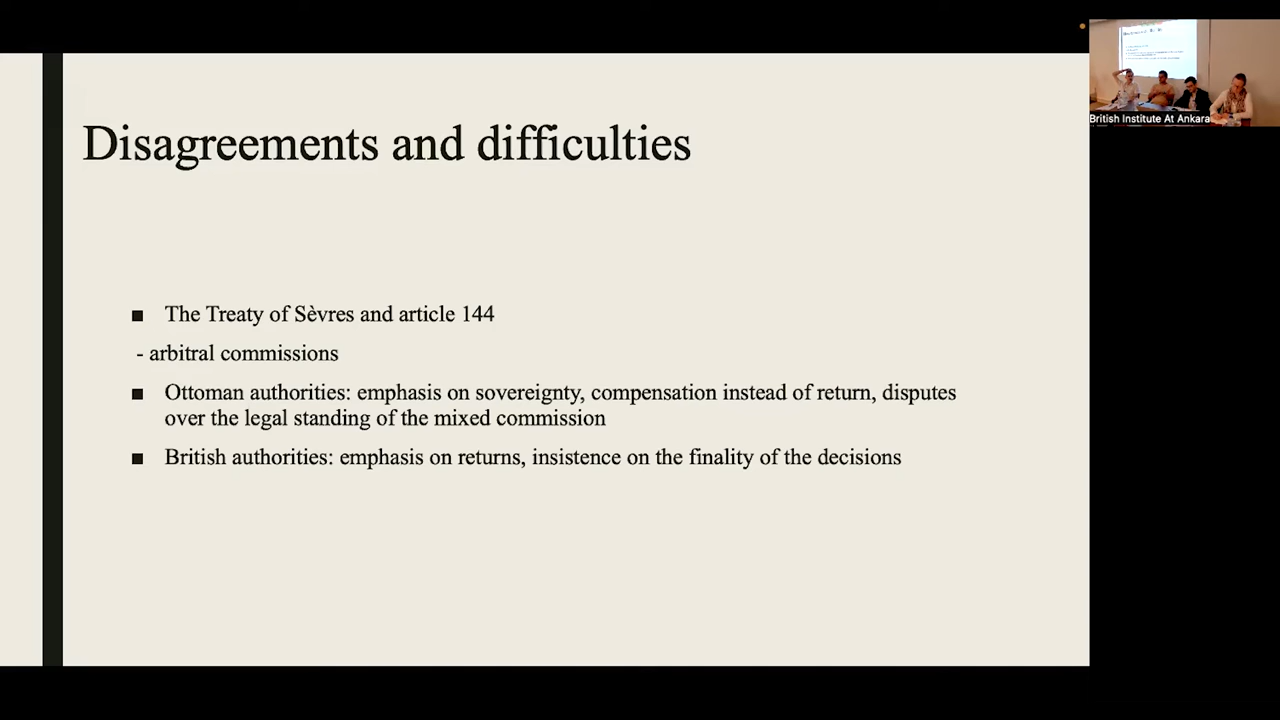 Disagreements and difficulties
■ The Treaty of Sèvres and article 144
- arbitral commissions
■ Ottoman authorities: emphasis on sovereignty, compensation instead of return, disputes
over the legal standing of the mixed commission
■ British authorities: emphasis on returns, insistence on the finality of the decisions
British Institute At Ankara